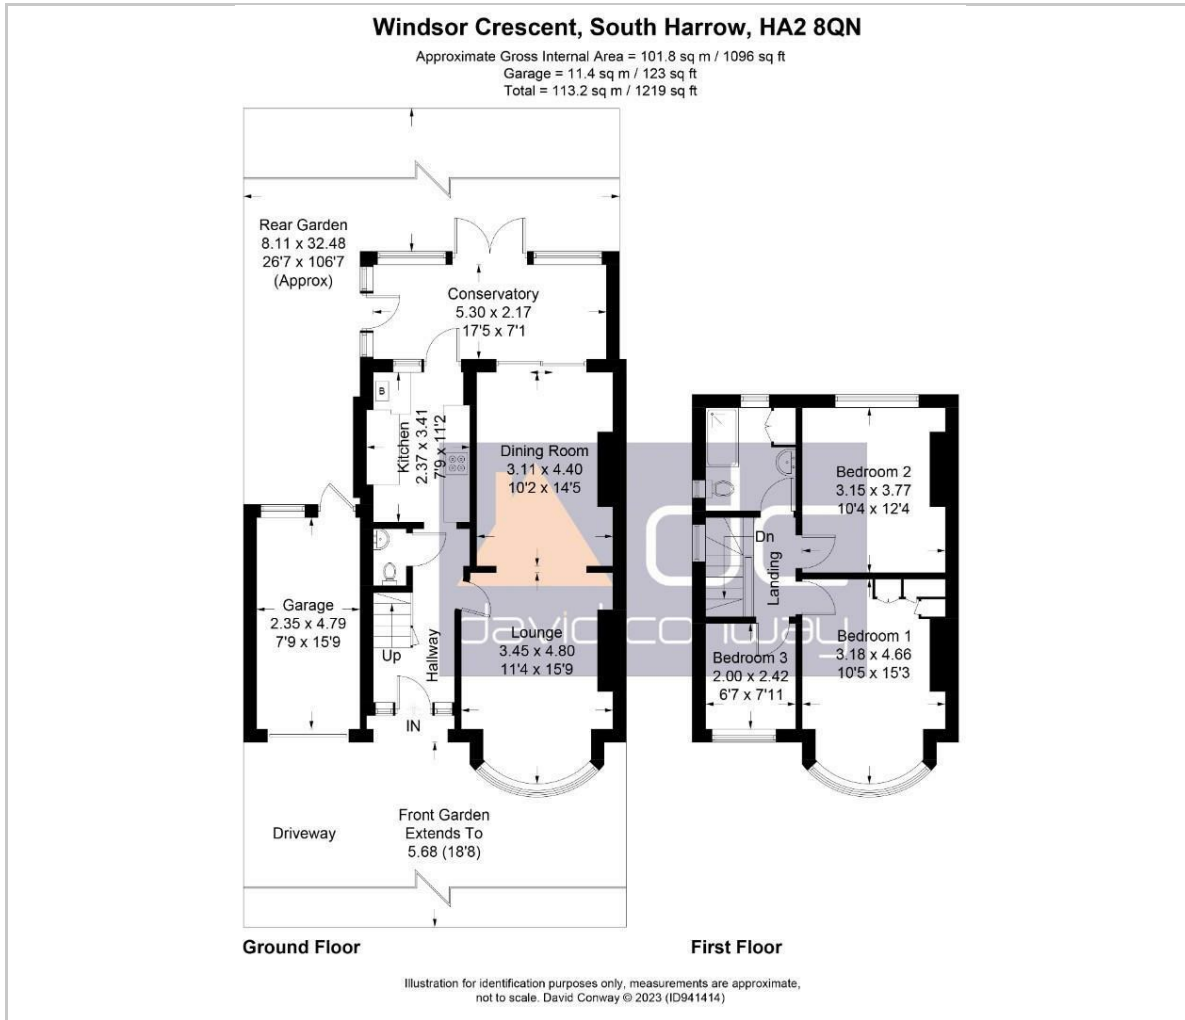 Windsor Crescent, South Harrow, HA2 8QN
Approximate Gross Internal Area = 101.8 sq m / 1096 sq ft
Garage = 11.4 sq m / 123 sq ft
Total = 113.2 sq m / 1219 sq ft
Rear Garden
8.11 x 32.48
26'7 x 106'7
(Approx)
Conservatory
5.30 x 2.17
17'5 x 7'1
B
Kitchen
2.37 x 3.41
7'9 x 11'2
Dining Room
3.11 x 4.40
10'2 x 14'5
Garage
2.35 x 4.79
7'9 x 15'9
Up
Hallway
IN
Lounge
3.45 x 4.80
11'4 x 15'9
Driveway
Front Garden
Extends To
5.68 (18'8)
Ground Floor
Bedroom 2
3.15 x 3.77
10'4 x 12'4
Dn
Landing
Bedroom 3
2.00 x 2.42
6'7 x 7'11
Bedroom 1
3.18 x 4.66
10'5 x 15'3
First Floor
dc
david conway
Illustration for identification purposes only, measurements are approximate,
not to scale. David Conway © 2023 (ID941414)